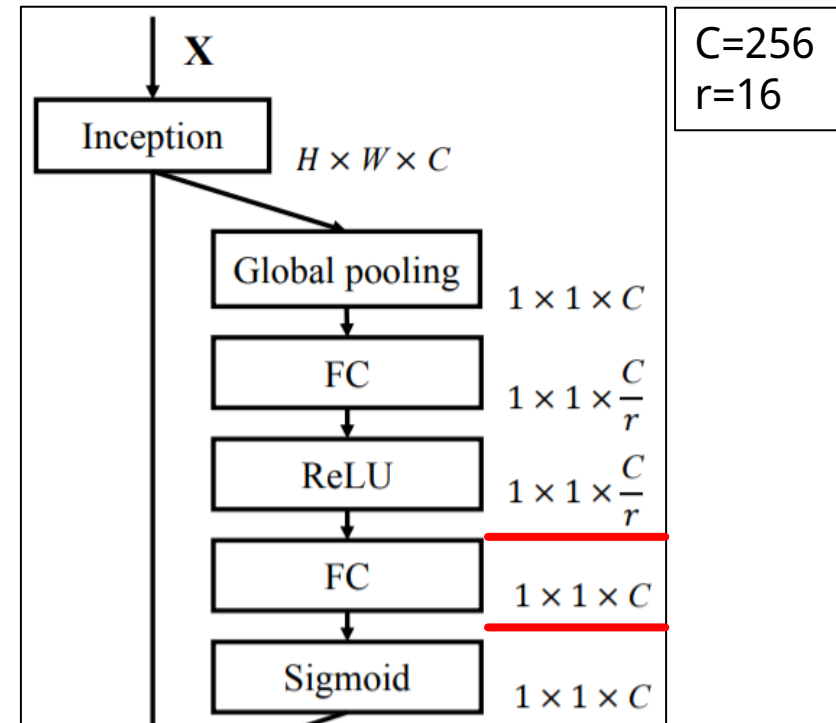 X
C=256
r=16
Inception
H × W × C
Global pooling
1 × 1 × C
FC
1 × 1 × C/r
ReLU
1 × 1 × C/r
FC
1 × 1 × C
Sigmoid
1 × 1 × C